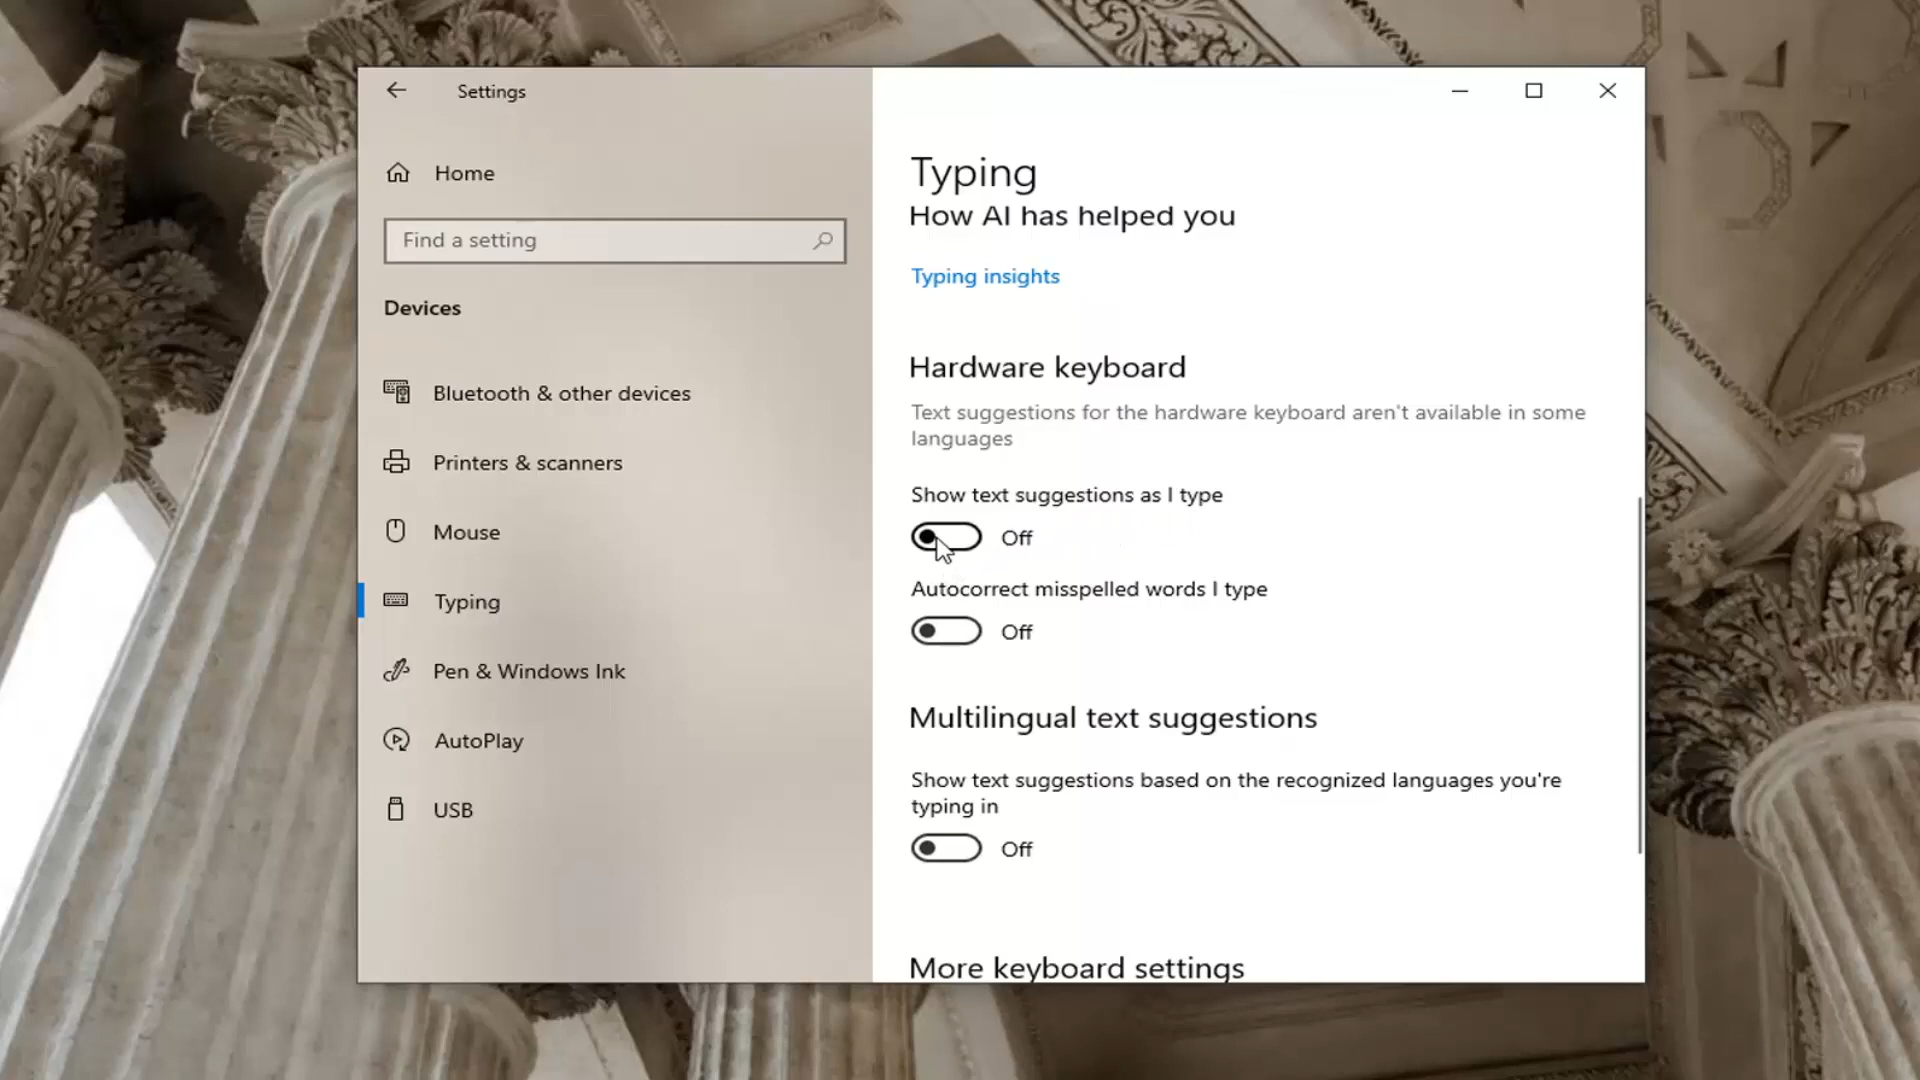 Settings
Home
Find a setting
Devices
Bluetooth & other devices
Printers & scanners
Mouse
Typing
Pen & Windows Ink
AutoPlay
USB
Typing
How AI has helped you
Typing insights
Hardware keyboard
Text suggestions for the hardware keyboard aren't available in some
languages
Show text suggestions as I type
Off
Autocorrect misspelled words I type
Off
Multilingual text suggestions
Show text suggestions based on the recognized languages you're
typing in
Off
More keyboard settings